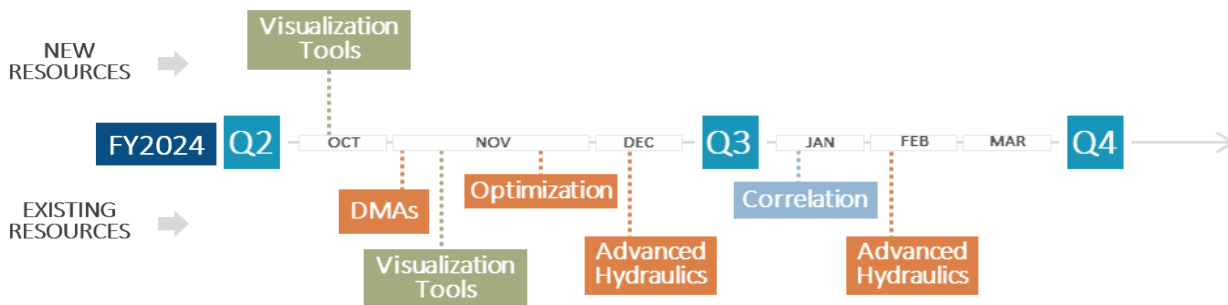 Visualization
Tools
NEW
RESOURCES
FY2024 Q2 OCT NOV DEC Q3 JAN FEB MAR Q4
Optimization
DMAs
Correlation
EXISTING
RESOURCES
Visualization
Tools
Advanced
Hydraulics
Advanced
Hydraulics